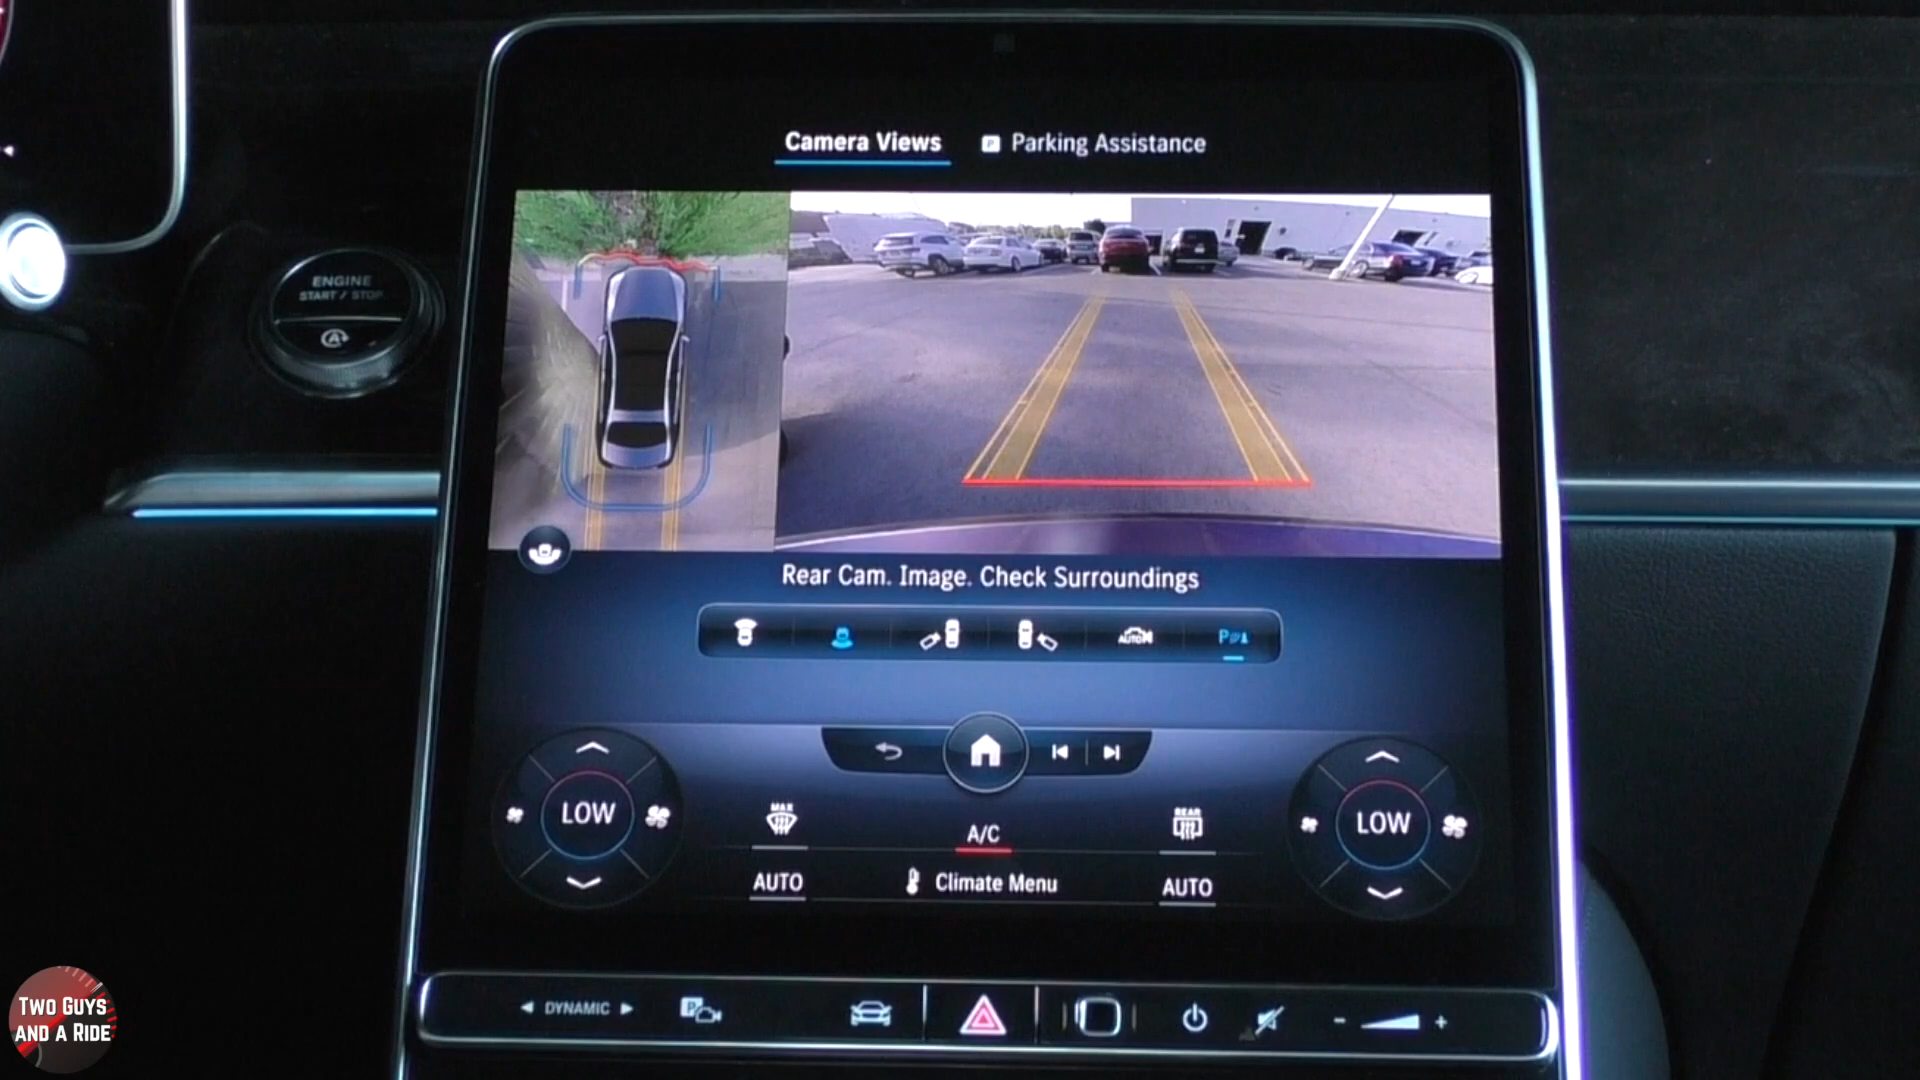 Camera Views
P Parking Assistance
ENGINE
START / STOP
A
Rear Cam. Image. Check Surroundings
AUTO
P
LOW
MAX
A/C
REAR
LOW
AUTO
Climate Menu
AUTO
DYNAMIC
P
- +
TWO GUYS
AND A RIDE